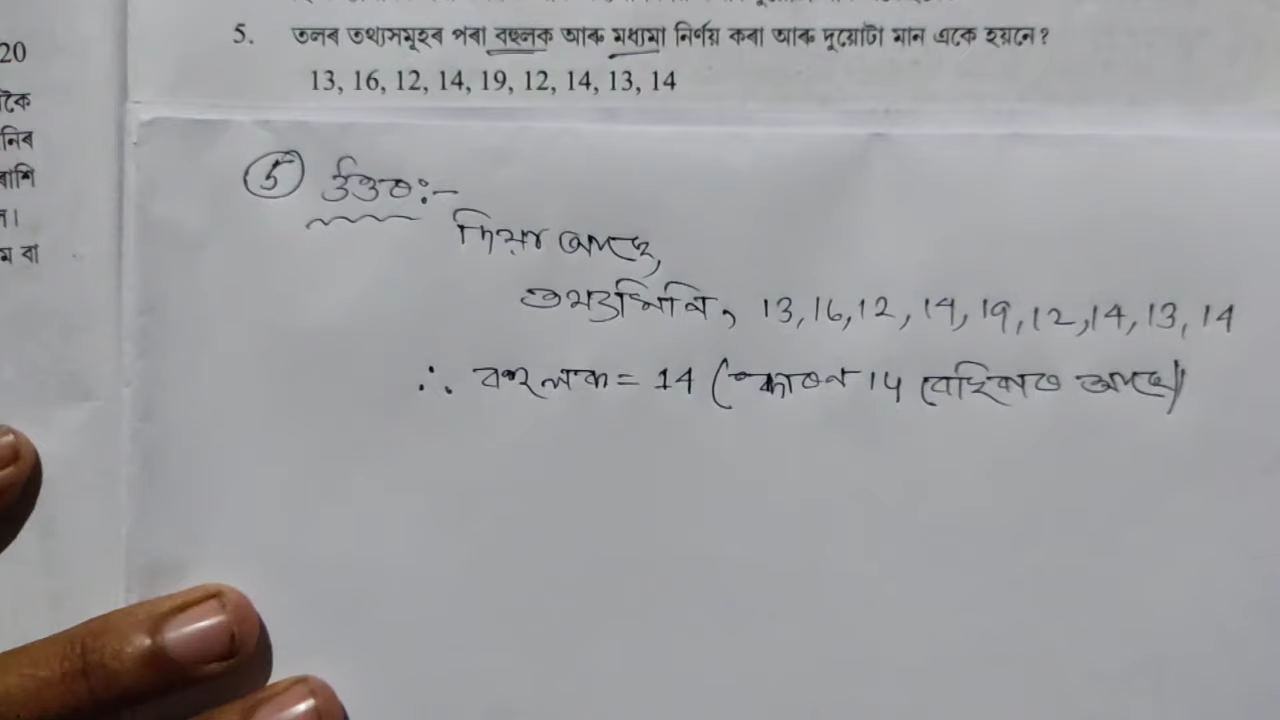 20
টকৈ
নিৰ
ৰাশি
ন।
ম বা
5. তলৰ তথ্যসমূহৰ পৰা বহুলক আৰু মধ্যমা নিৰ্ণয় কৰা আৰু দুয়োটা মান একে হয়নে?
13, 16, 12, 14, 19, 12, 14, 13, 14
5 উত্তৰঃ-
দিয়া আছে,
13, 16, 12, 14, 19, 12, 14, 13, 14
∴ বহুলক = 14 (কাৰণ 14 বেছিবাৰ আছে)